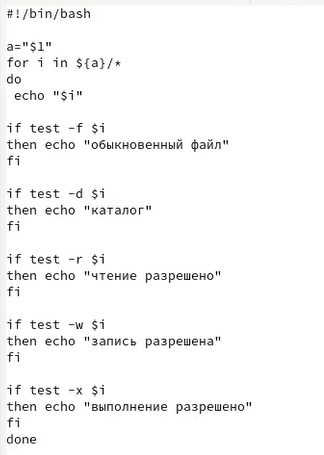 #!/bin/bash
a="$1"
for i in ${a}/*
do
echo "$i"
if test -f $i
then echo "обыкновенный файл"
fi
if test -d $i
then echo "каталог"
fi
if test -r $i
then echo "чтение разрешено"
fi
if test -w $i
then echo "запись разрешена"
fi
if test -x $i
then echo "выполнение разрешено"
fi
done